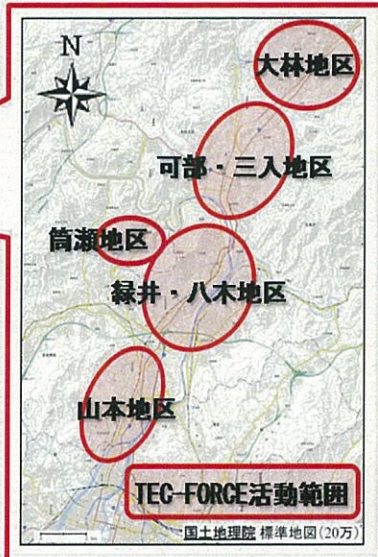 N
大林地区
可部・三入地区
筒瀬地区
緑井・八木地区
山本地区
TEC-FORCE活動範囲
国土地理院 標準地図(20万)